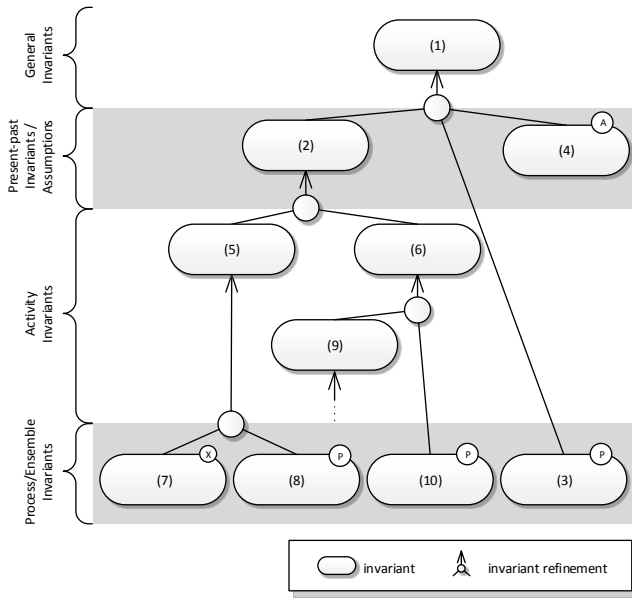 General
Invariants
(1)
Present-past
Invariants /
Assumptions
(2)
A
(4)
Activity
Invariants
(5)
(6)
(9)
Process/Ensemble
Invariants
X
(7)
P
(8)
P
(10)
P
(3)
invariant
invariant refinement